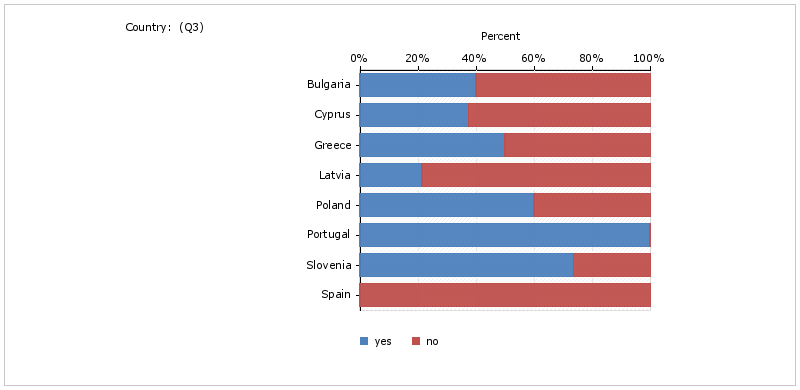 Country: (Q3)
Percent
0% 20% 40% 60% 80% 100%
Bulgaria
Cyprus
Greece
Latvia
Poland
Portugal
Slovenia
Spain
yes no